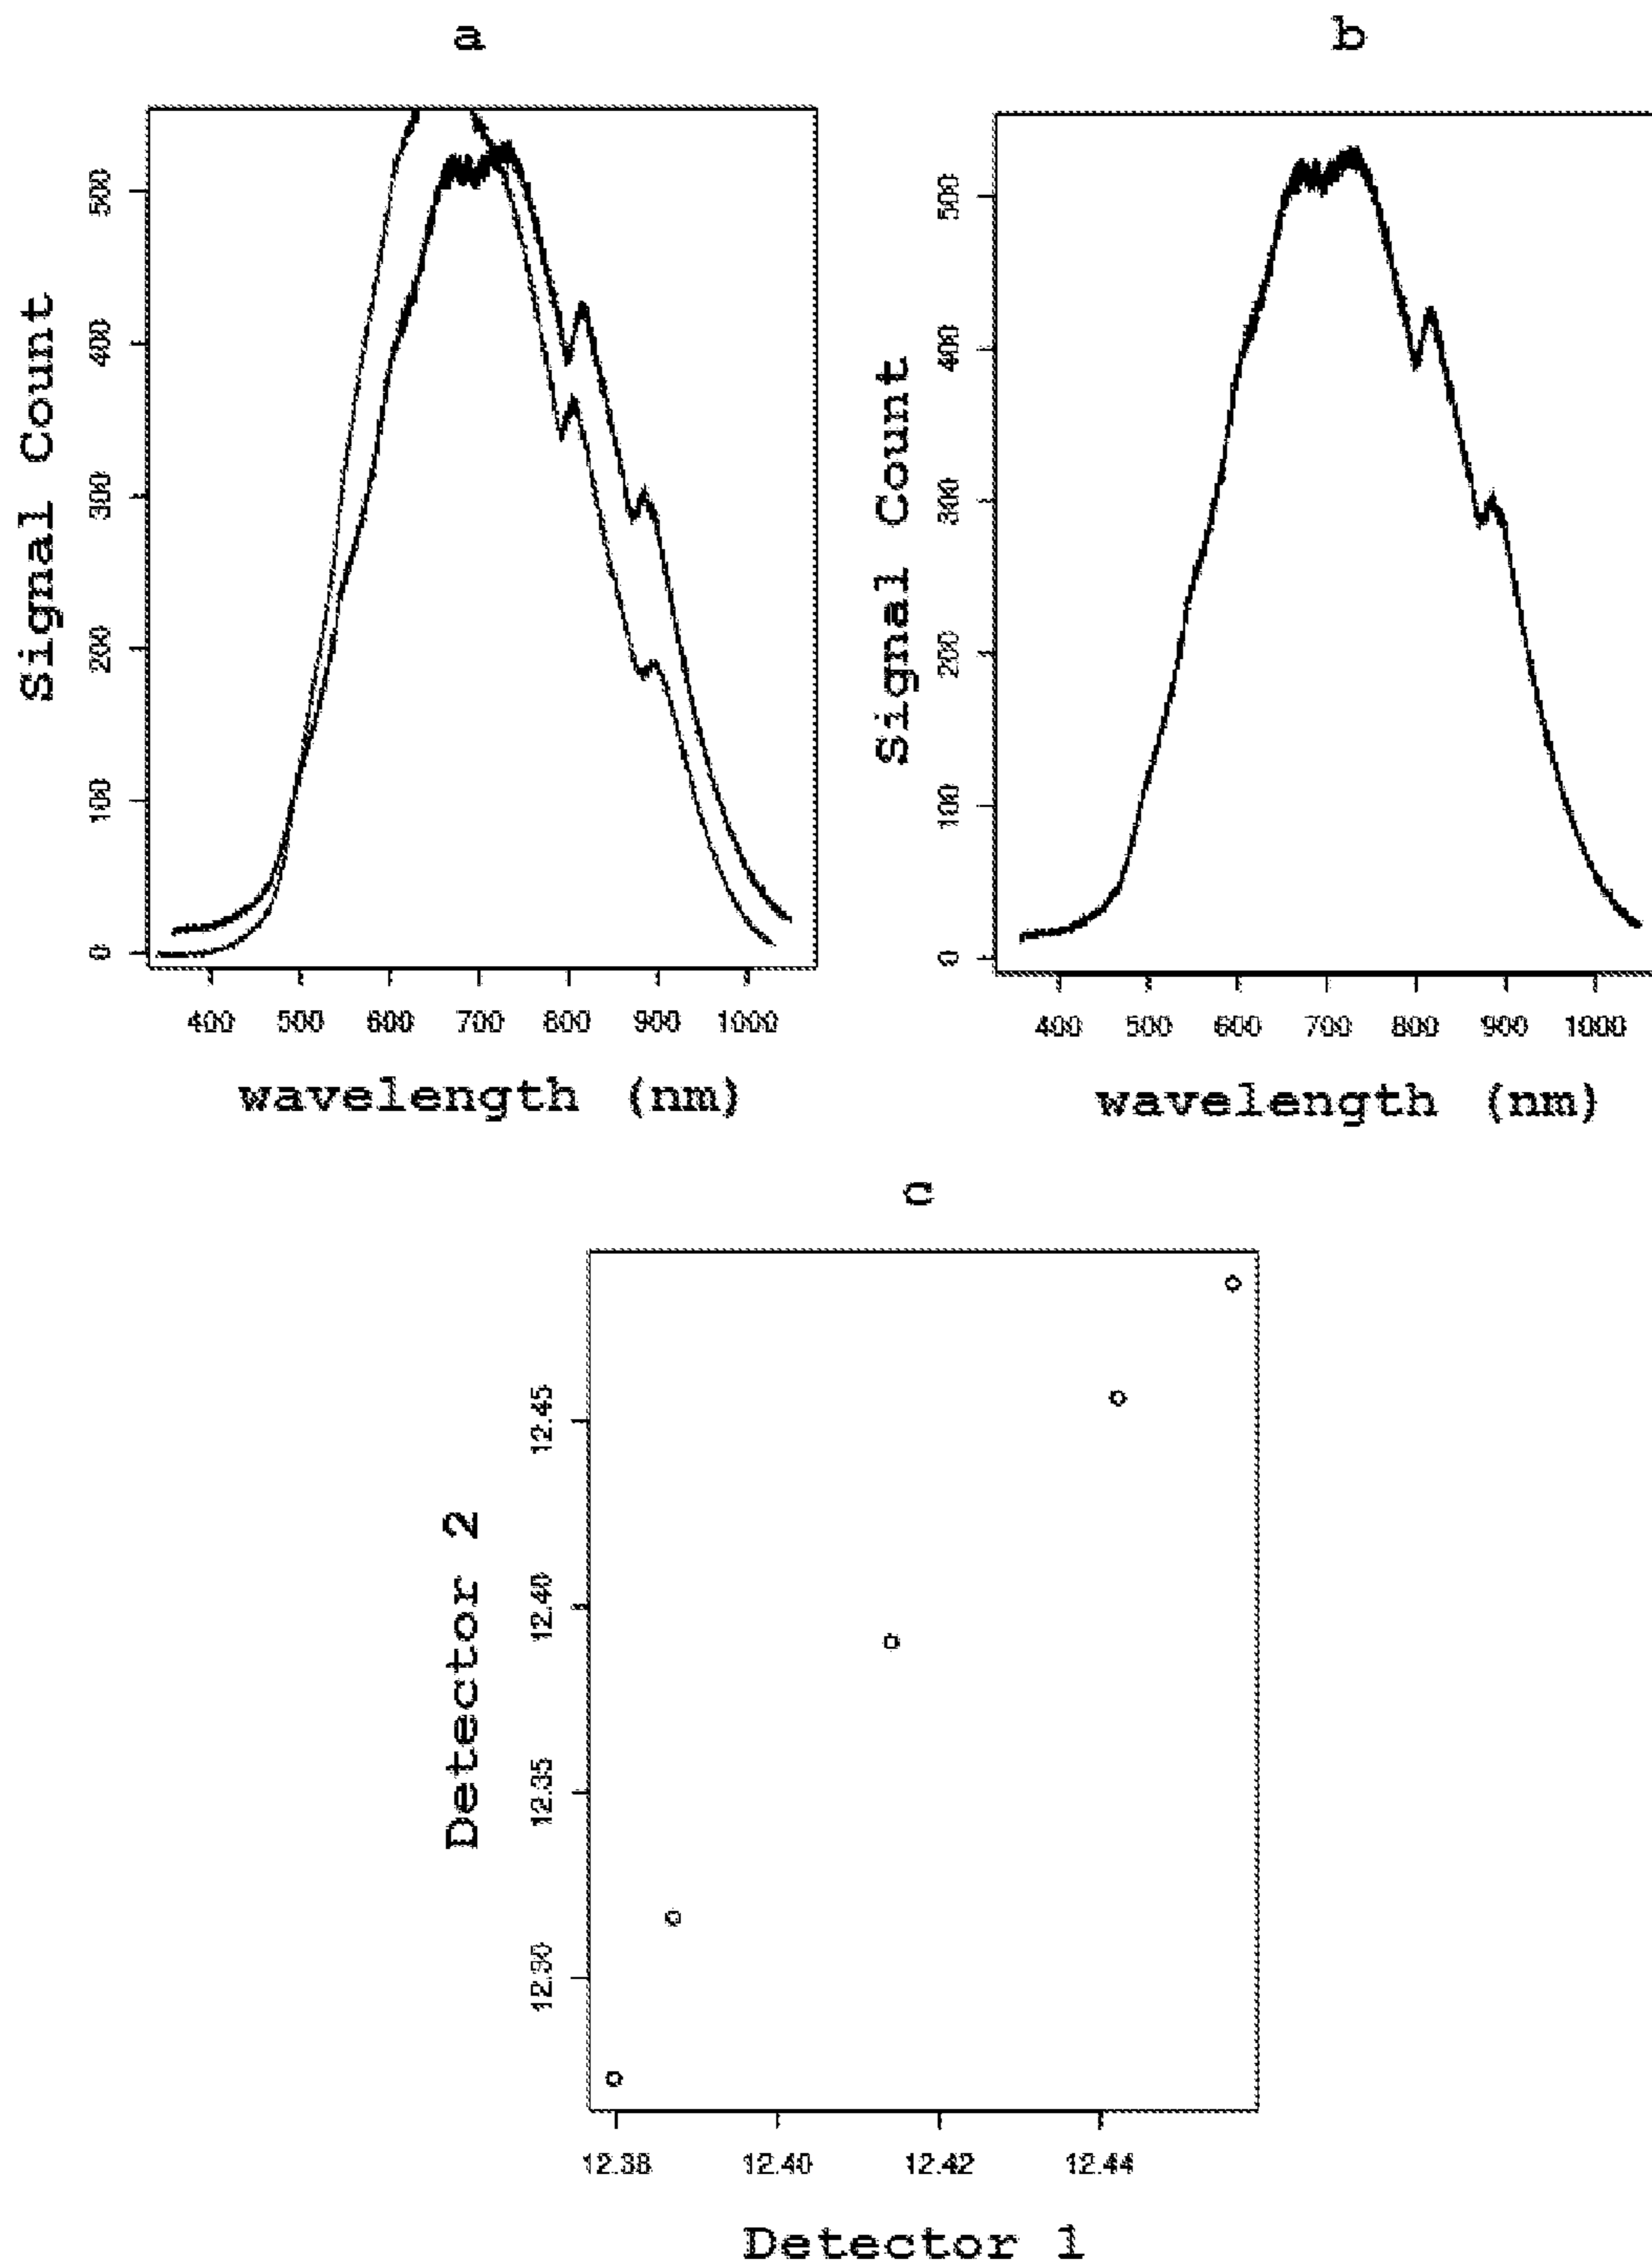 a
Signal Count
500
400
300
200
100
0
400 500 600 700 800 900 1000
wavelength (nm)
b
Signal Count
500
400
300
200
100
0
400 500 600 700 800 900 1000
wavelength (nm)
c
Detector 2
12.45
12.40
12.35
12.30
12.38 12.40 12.42 12.44
Detector 1